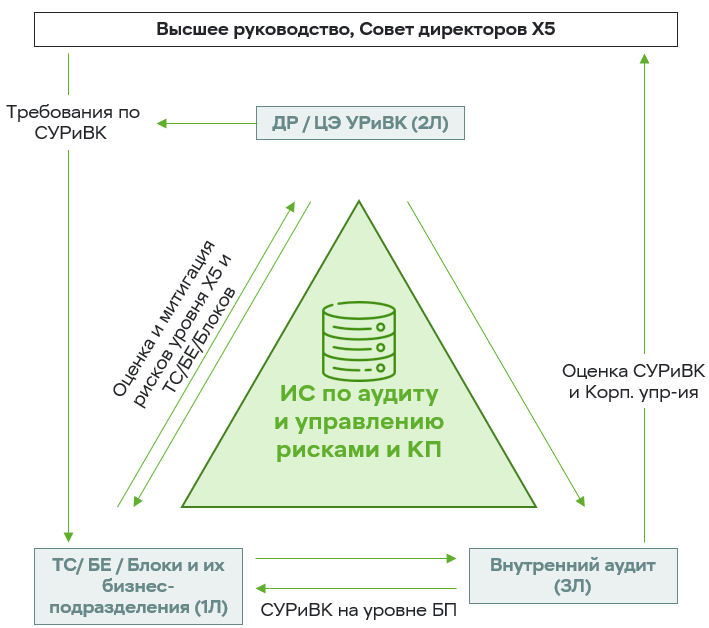 Высшее руководство, Совет директоров X5
Требования по
СУРиВК
ДР / ЦЭ УРиВК (2Л)
Оценка и митигация
рисков уровня X5 и
ТС/БЕ/Блоков
ИС по аудиту
и управлению
рисками и КП
Оценка СУРиВК
и Корп. упр-ия
ТС/ БЕ / Блоки и их
бизнес-
подразделения (1Л)
Внутренний аудит
(3Л)
СУРиВК на уровне БП